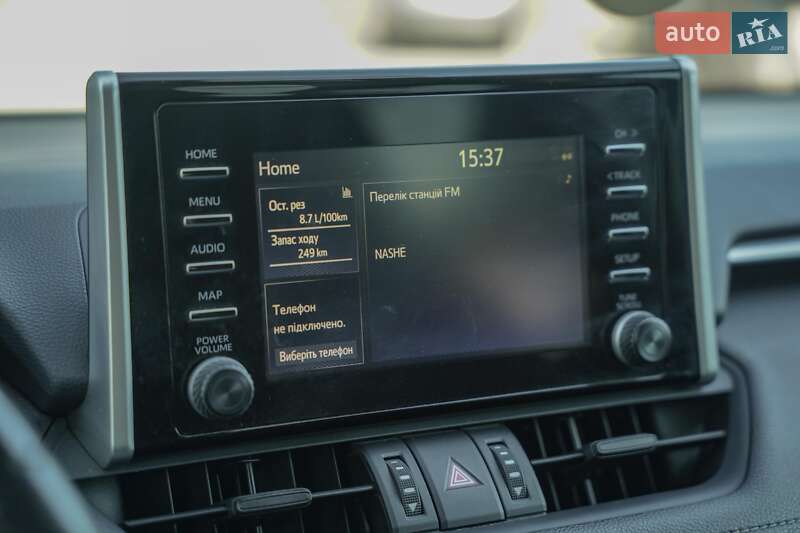 auto RIA
.com
HOME
MENU
AUDIO
MAP
POWER
VOLUME
Home
15:37
Ост. рез
8.7 L/100km
Запас ходу
249 km
Телефон
не підключено.
Виберіть телефон
Перелік станцій FM
NASHE
CH >
< TRACK
PHONE
SETUP
TUNE
SCROLL